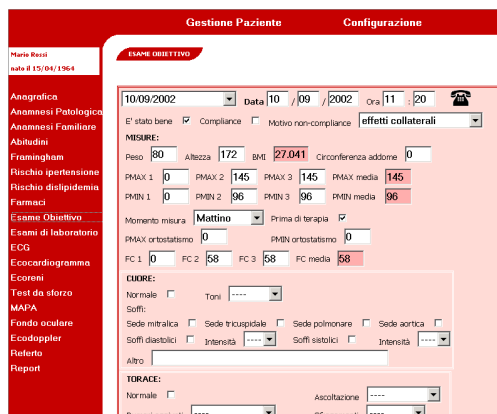 Gestione Paziente Configurazione
Mario Rossi
nato il 15/04/1964
ESAME OBIETTIVO
Anagrafica
Anamnesi Patologica
Anamnesi Familiare
Abitudini
Framingham
Rischio ipertensione
Rischio dislipidemia
Farmaci
Esame Obiettivo
Esami di laboratorio
ECG
Ecocardiogramma
Ecoreni
Test da sforzo
MAPA
Fondo oculare
Ecodoppler
Referto
Report
10/09/2002 Data 10 / 09 / 2002 Ora 11 : 20
E' stato bene Compliance Motivo non-compliance effetti collaterali
MISURE:
Peso 80 Altezza 172 BMI 27.041 Circonferenza addome 0
PMAX 1 0 PMAX 2 145 PMAX 3 145 PMAX media 145
PMIN 1 0 PMIN 2 96 PMIN 3 96 PMIN media 96
Momento misura Mattino Prima di terapia
PMAX ortostatismo 0 PMIN ortostatismo 0
FC 1 0 FC 2 58 FC 3 58 FC media 58
CUORE:
Normale Toni ----
Soffi:
Sede mitralica Sede tricuspidale Sede polmonare Sede aortica
Soffi diastolici Intensità ---- Soffi sistolici Intensità ----
Altro
TORACE:
Normale Ascoltazione ----